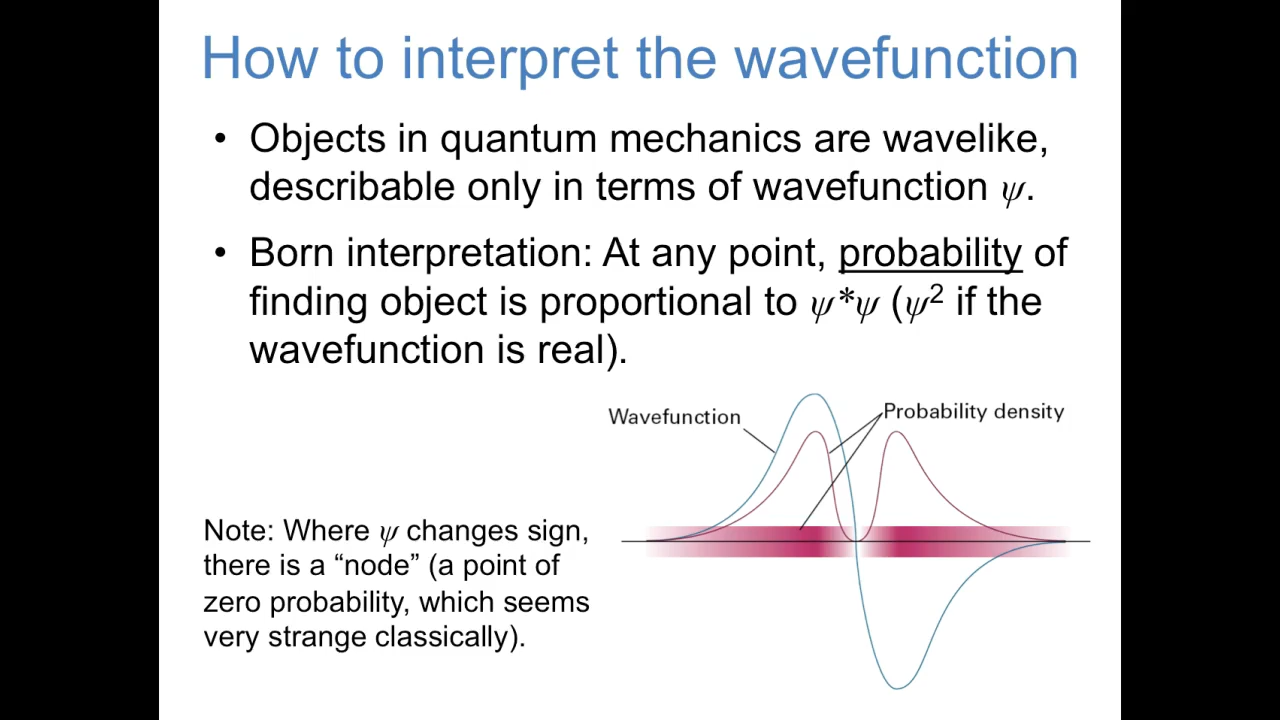 How to interpret the wavefunction
• Objects in quantum mechanics are wavelike,
describable only in terms of wavefunction ψ.
• Born interpretation: At any point, probability of
finding object is proportional to ψ*ψ (ψ² if the
wavefunction is real).
Wavefunction
Probability density
Note: Where ψ changes sign,
there is a “node” (a point of
zero probability, which seems
very strange classically).